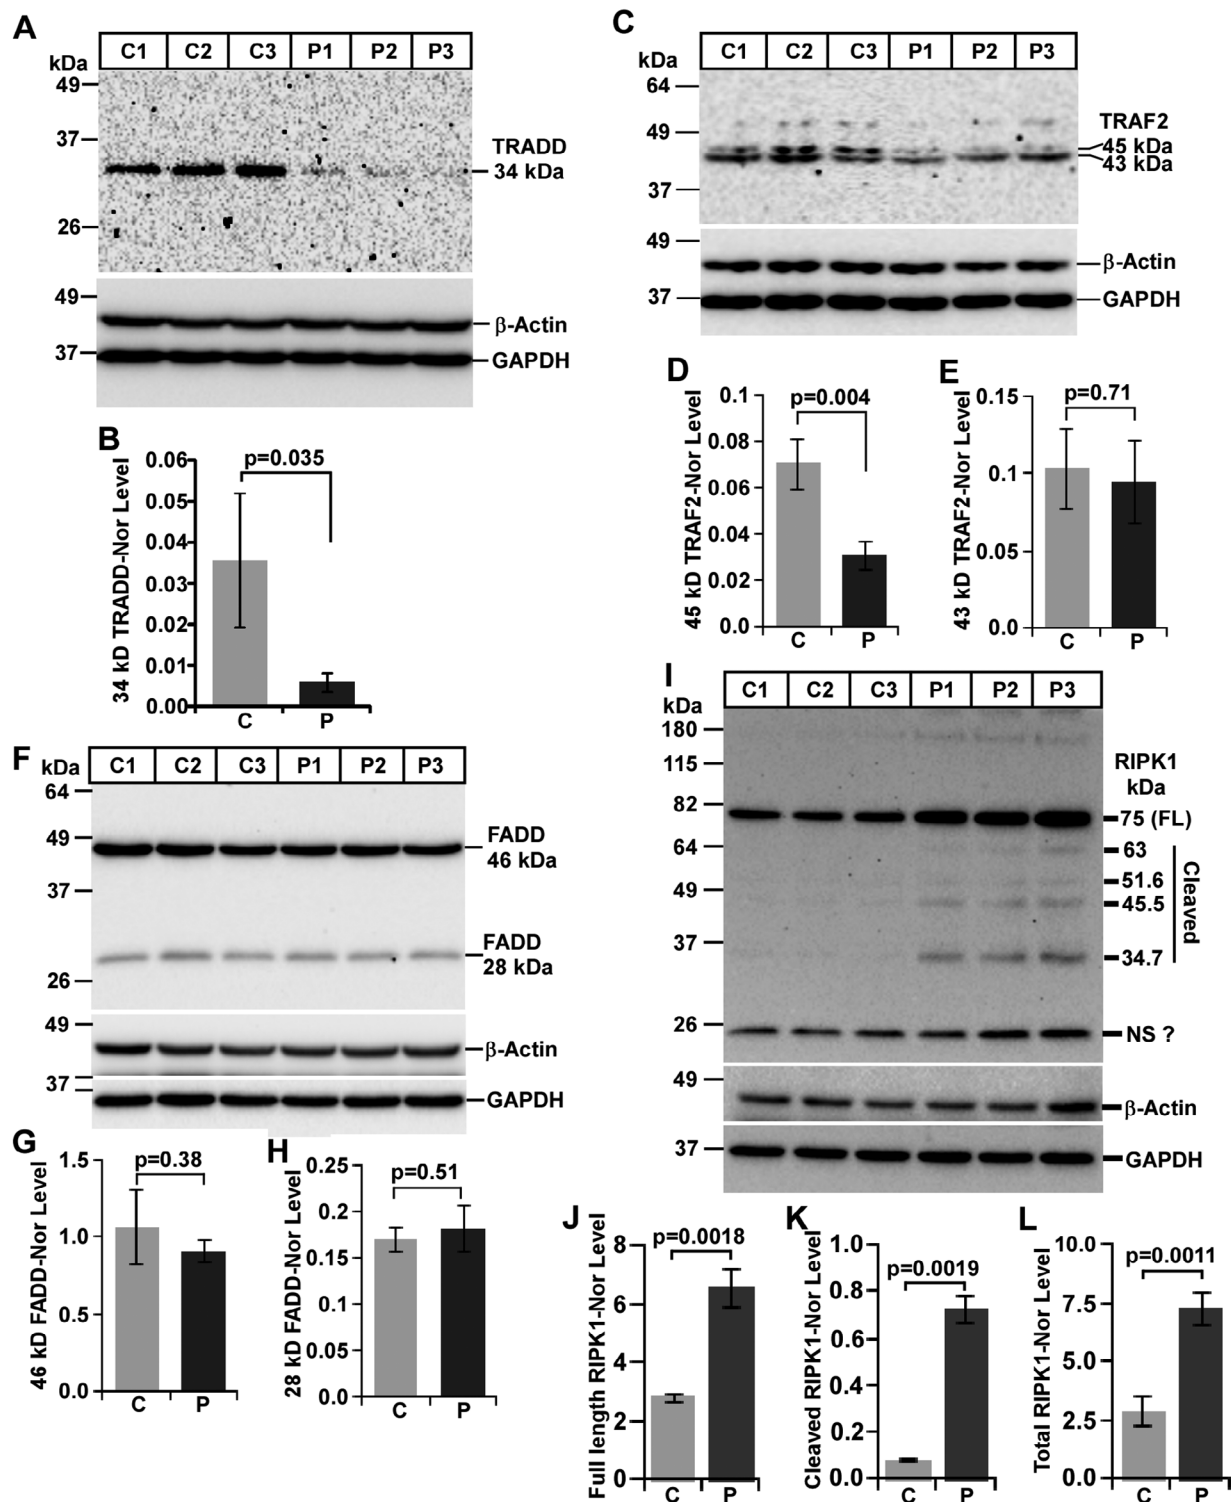 A
C1 C2 C3 P1 P2 P3
kDa
49
37
26
TRADD
34 kDa
49
37
β-Actin
GAPDH
B
34 kD TRADD-Nor Level
0.06
0.05
0.04
0.03
0.02
0.01
0.00
p=0.035
C P
C
C1 C2 C3 P1 P2 P3
kDa
64
49
37
TRAF2
45 kDa
43 kDa
49
37
β-Actin
GAPDH
D
45 kD TRAF2-Nor Level
0.1
0.08
0.06
0.04
0.02
0.0
p=0.004
C P
E
43 kD TRAF2-Nor Level
0.15
0.1
0.05
0.0
p=0.71
C P
F
kDa
C1 C2 C3 P1 P2 P3
64
49
37
26
FADD
46 kDa
FADD
28 kDa
49
37
β-Actin
GAPDH
G
46 kD FADD-Nor Level
1.5
1.0
0.5
0.0
p=0.38
C P
H
28 kD FADD-Nor Level
0.25
0.2
0.15
0.1
0.05
0.0
p=0.51
C P
I
C1 C2 C3 P1 P2 P3
kDa
180
115
82
64
49
37
26
RIPK1
kDa
75 (FL)
63
51.6
45.5
34.7
Cleaved
NS ?
49
37
β-Actin
GAPDH
J
Full length RIPK1-Nor Level
8
6
4
2
0
p=0.0018
C P
K
Cleaved RIPK1-Nor Level
1.0
0.8
0.6
0.4
0.2
0.0
p=0.0019
C P
L
Total RIPK1-Nor Level
10.0
7.5
5.0
2.5
0.0
p=0.0011
C P